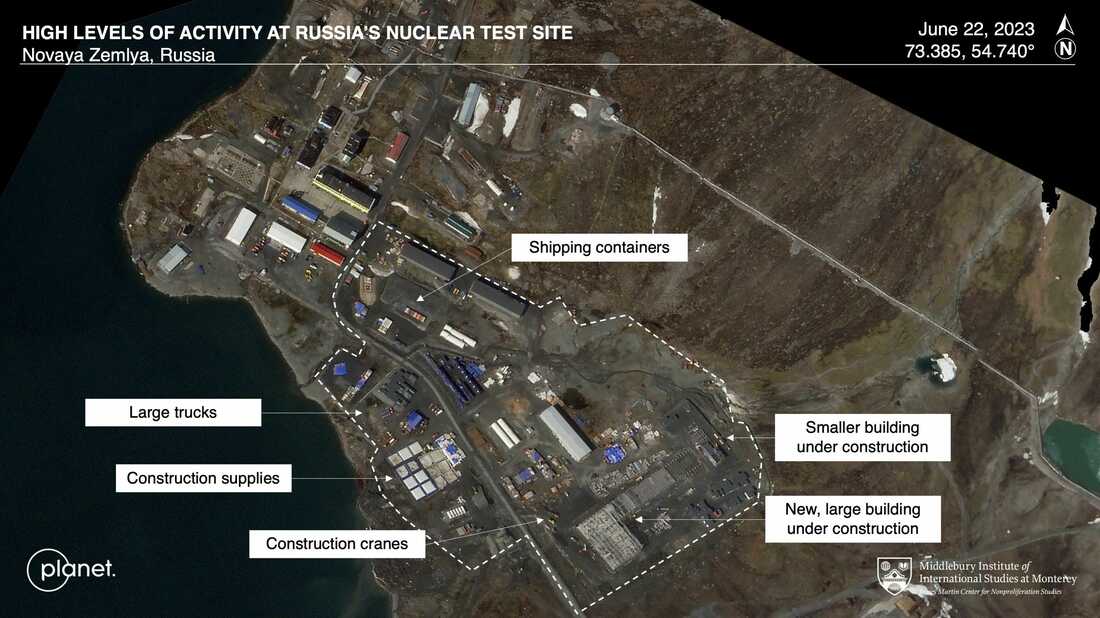 HIGH LEVELS OF ACTIVITY AT RUSSIA'S NUCLEAR TEST SITE
Novaya Zemlya, Russia
June 22, 2023
73.385, 54.740°
N
Shipping containers
Large trucks
Smaller building
under construction
Construction supplies
New, large building
under construction
Construction cranes
planet.
Middlebury Institute of
International Studies at Monterey
James Martin Center for Nonproliferation Studies